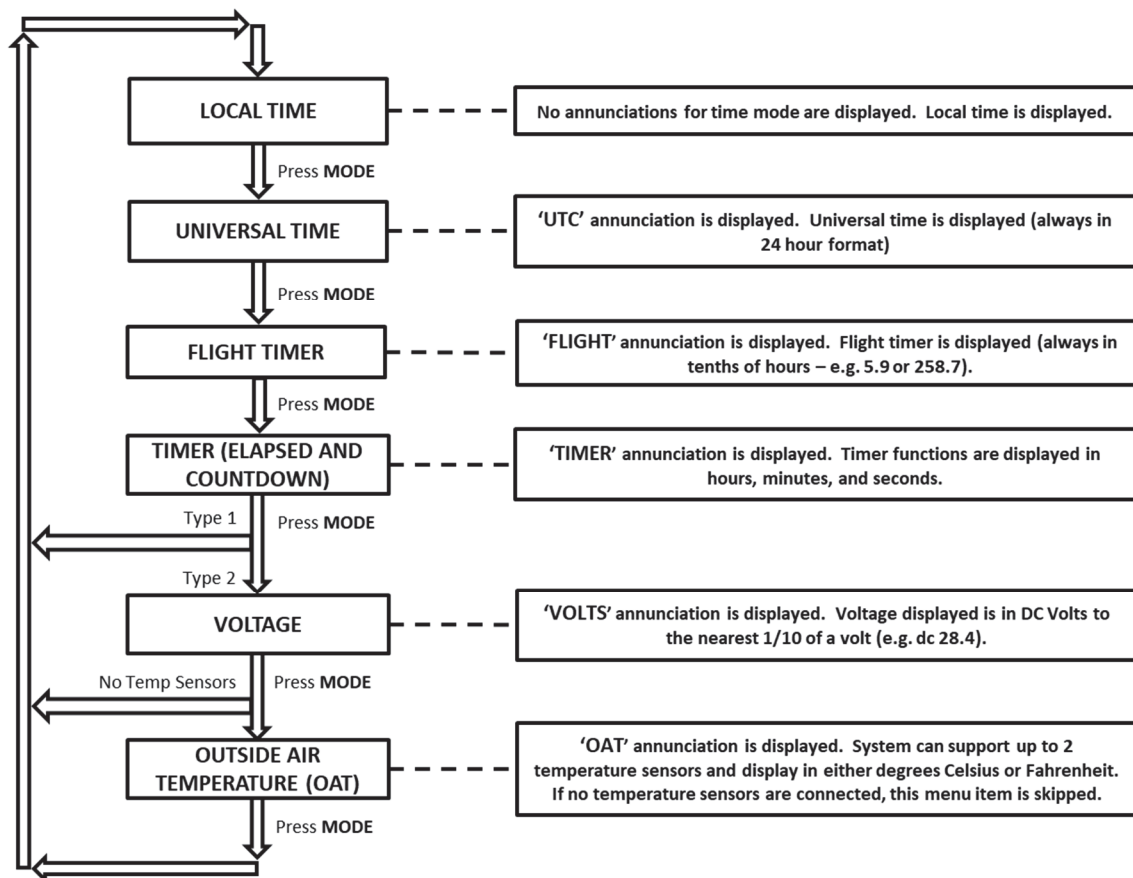 LOCAL TIME
No annunciations for time mode are displayed. Local time is displayed.
Press MODE
UNIVERSAL TIME
‘UTC’ annunciation is displayed. Universal time is displayed (always in
24 hour format)
Press MODE
FLIGHT TIMER
‘FLIGHT’ annunciation is displayed. Flight timer is displayed (always in
tenths of hours – e.g. 5.9 or 258.7).
Press MODE
TIMER (ELAPSED AND
COUNTDOWN)
‘TIMER’ annunciation is displayed. Timer functions are displayed in
hours, minutes, and seconds.
Type 1
Press MODE
Type 2
VOLTAGE
‘VOLTS’ annunciation is displayed. Voltage displayed is in DC Volts to
the nearest 1/10 of a volt (e.g. dc 28.4).
No Temp Sensors
Press MODE
OUTSIDE AIR
TEMPERATURE (OAT)
‘OAT’ annunciation is displayed. System can support up to 2
temperature sensors and display in either degrees Celsius or Fahrenheit.
If no temperature sensors are connected, this menu item is skipped.
Press MODE